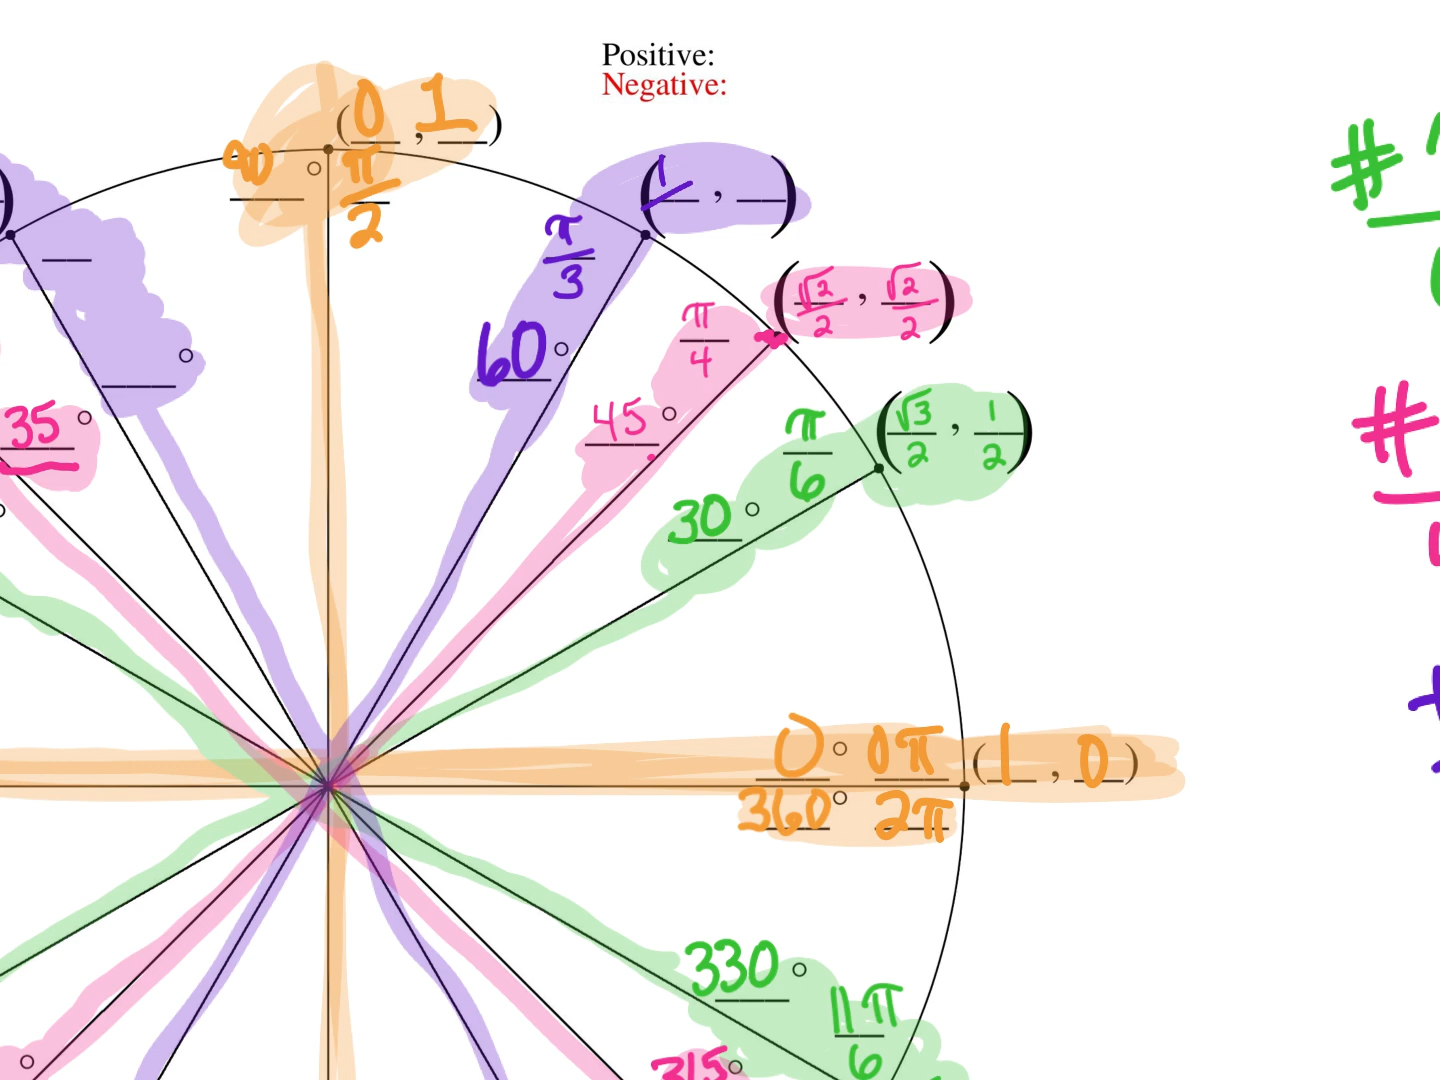 Positive:
Negative:
(0, 1)
90° π/2
(1/ , )
π/3
60°
(√2/2, √2/2)
π/4
45°
(√3/2, 1/2)
π/6
30°
35°
0° 0π (1, 0)
360° 2π
330°
11π/6
315°
#
#